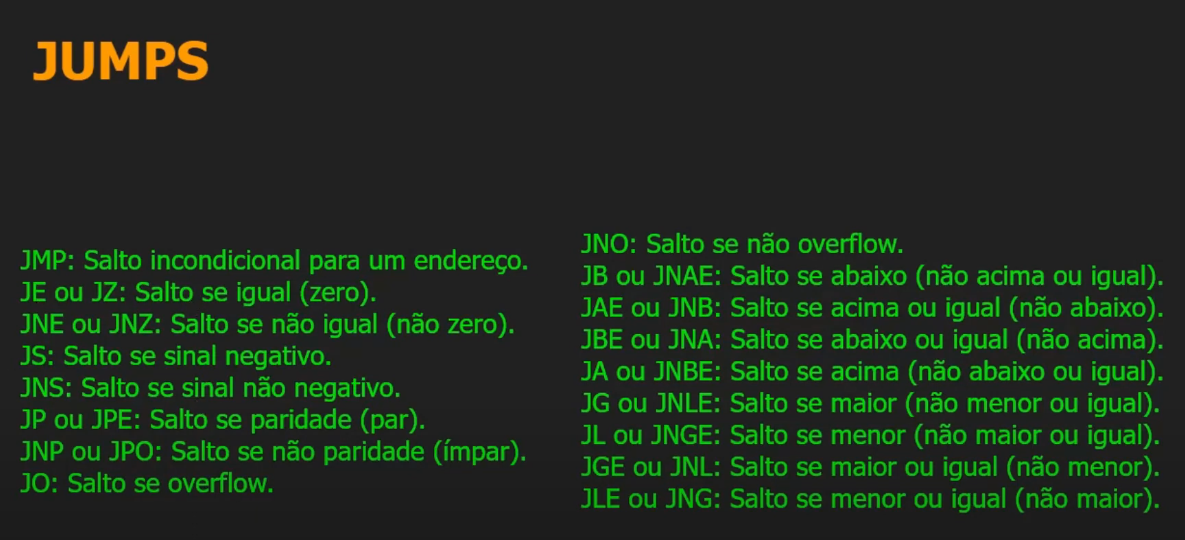 JUMPS
JMP: Salto incondicional para um endereço.
JE ou JZ: Salto se igual (zero).
JNE ou JNZ: Salto se não igual (não zero).
JS: Salto se sinal negativo.
JNS: Salto se sinal não negativo.
JP ou JPE: Salto se paridade (par).
JNP ou JPO: Salto se não paridade (ímpar).
JO: Salto se overflow.
JNO: Salto se não overflow.
JB ou JNAE: Salto se abaixo (não acima ou igual).
JAE ou JNB: Salto se acima ou igual (não abaixo).
JBE ou JNA: Salto se abaixo ou igual (não acima).
JA ou JNBE: Salto se acima (não abaixo ou igual).
JG ou JNLE: Salto se maior (não menor ou igual).
JL ou JNGE: Salto se menor (não maior ou igual).
JGE ou JNL: Salto se maior ou igual (não menor).
JLE ou JNG: Salto se menor ou igual (não maior).